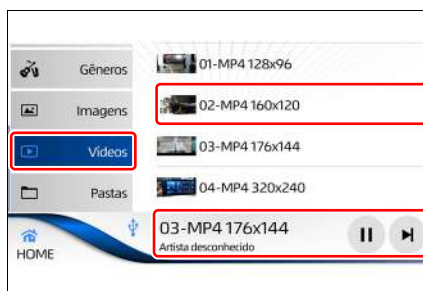 Gêneros
01-MP4 128x96
Imagens
02-MP4 160x120
Vídeos
03-MP4 176x144
Pastas
04-MP4 320x240
03-MP4 176x144
Artista desconhecido
HOME